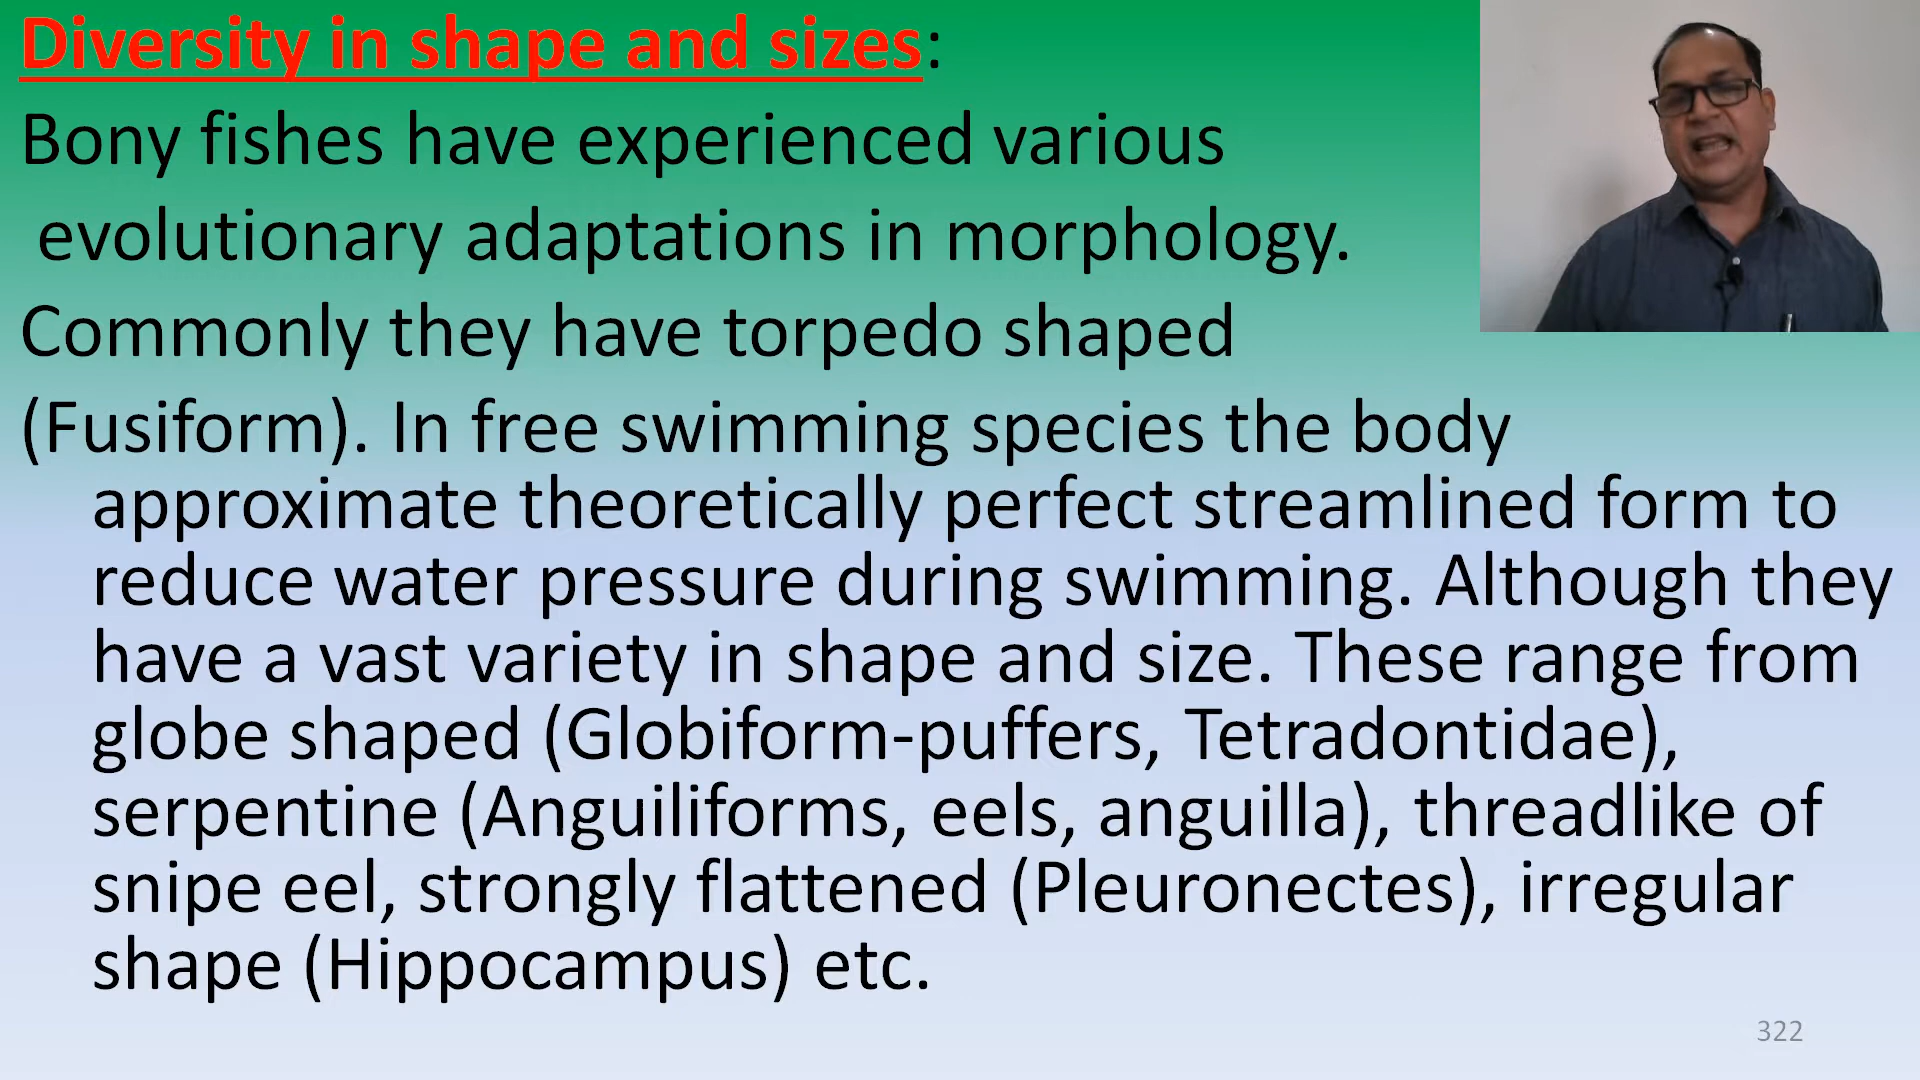 Diversity in shape and sizes:
Bony fishes have experienced various
evolutionary adaptations in morphology.
Commonly they have torpedo shaped
(Fusiform). In free swimming species the body
approximate theoretically perfect streamlined form to
reduce water pressure during swimming. Although they
have a vast variety in shape and size. These range from
globe shaped (Globiform-puffers, Tetradontidae),
serpentine (Anguiliforms, eels, anguilla), threadlike of
snipe eel, strongly flattened (Pleuronectes), irregular
shape (Hippocampus) etc.
322